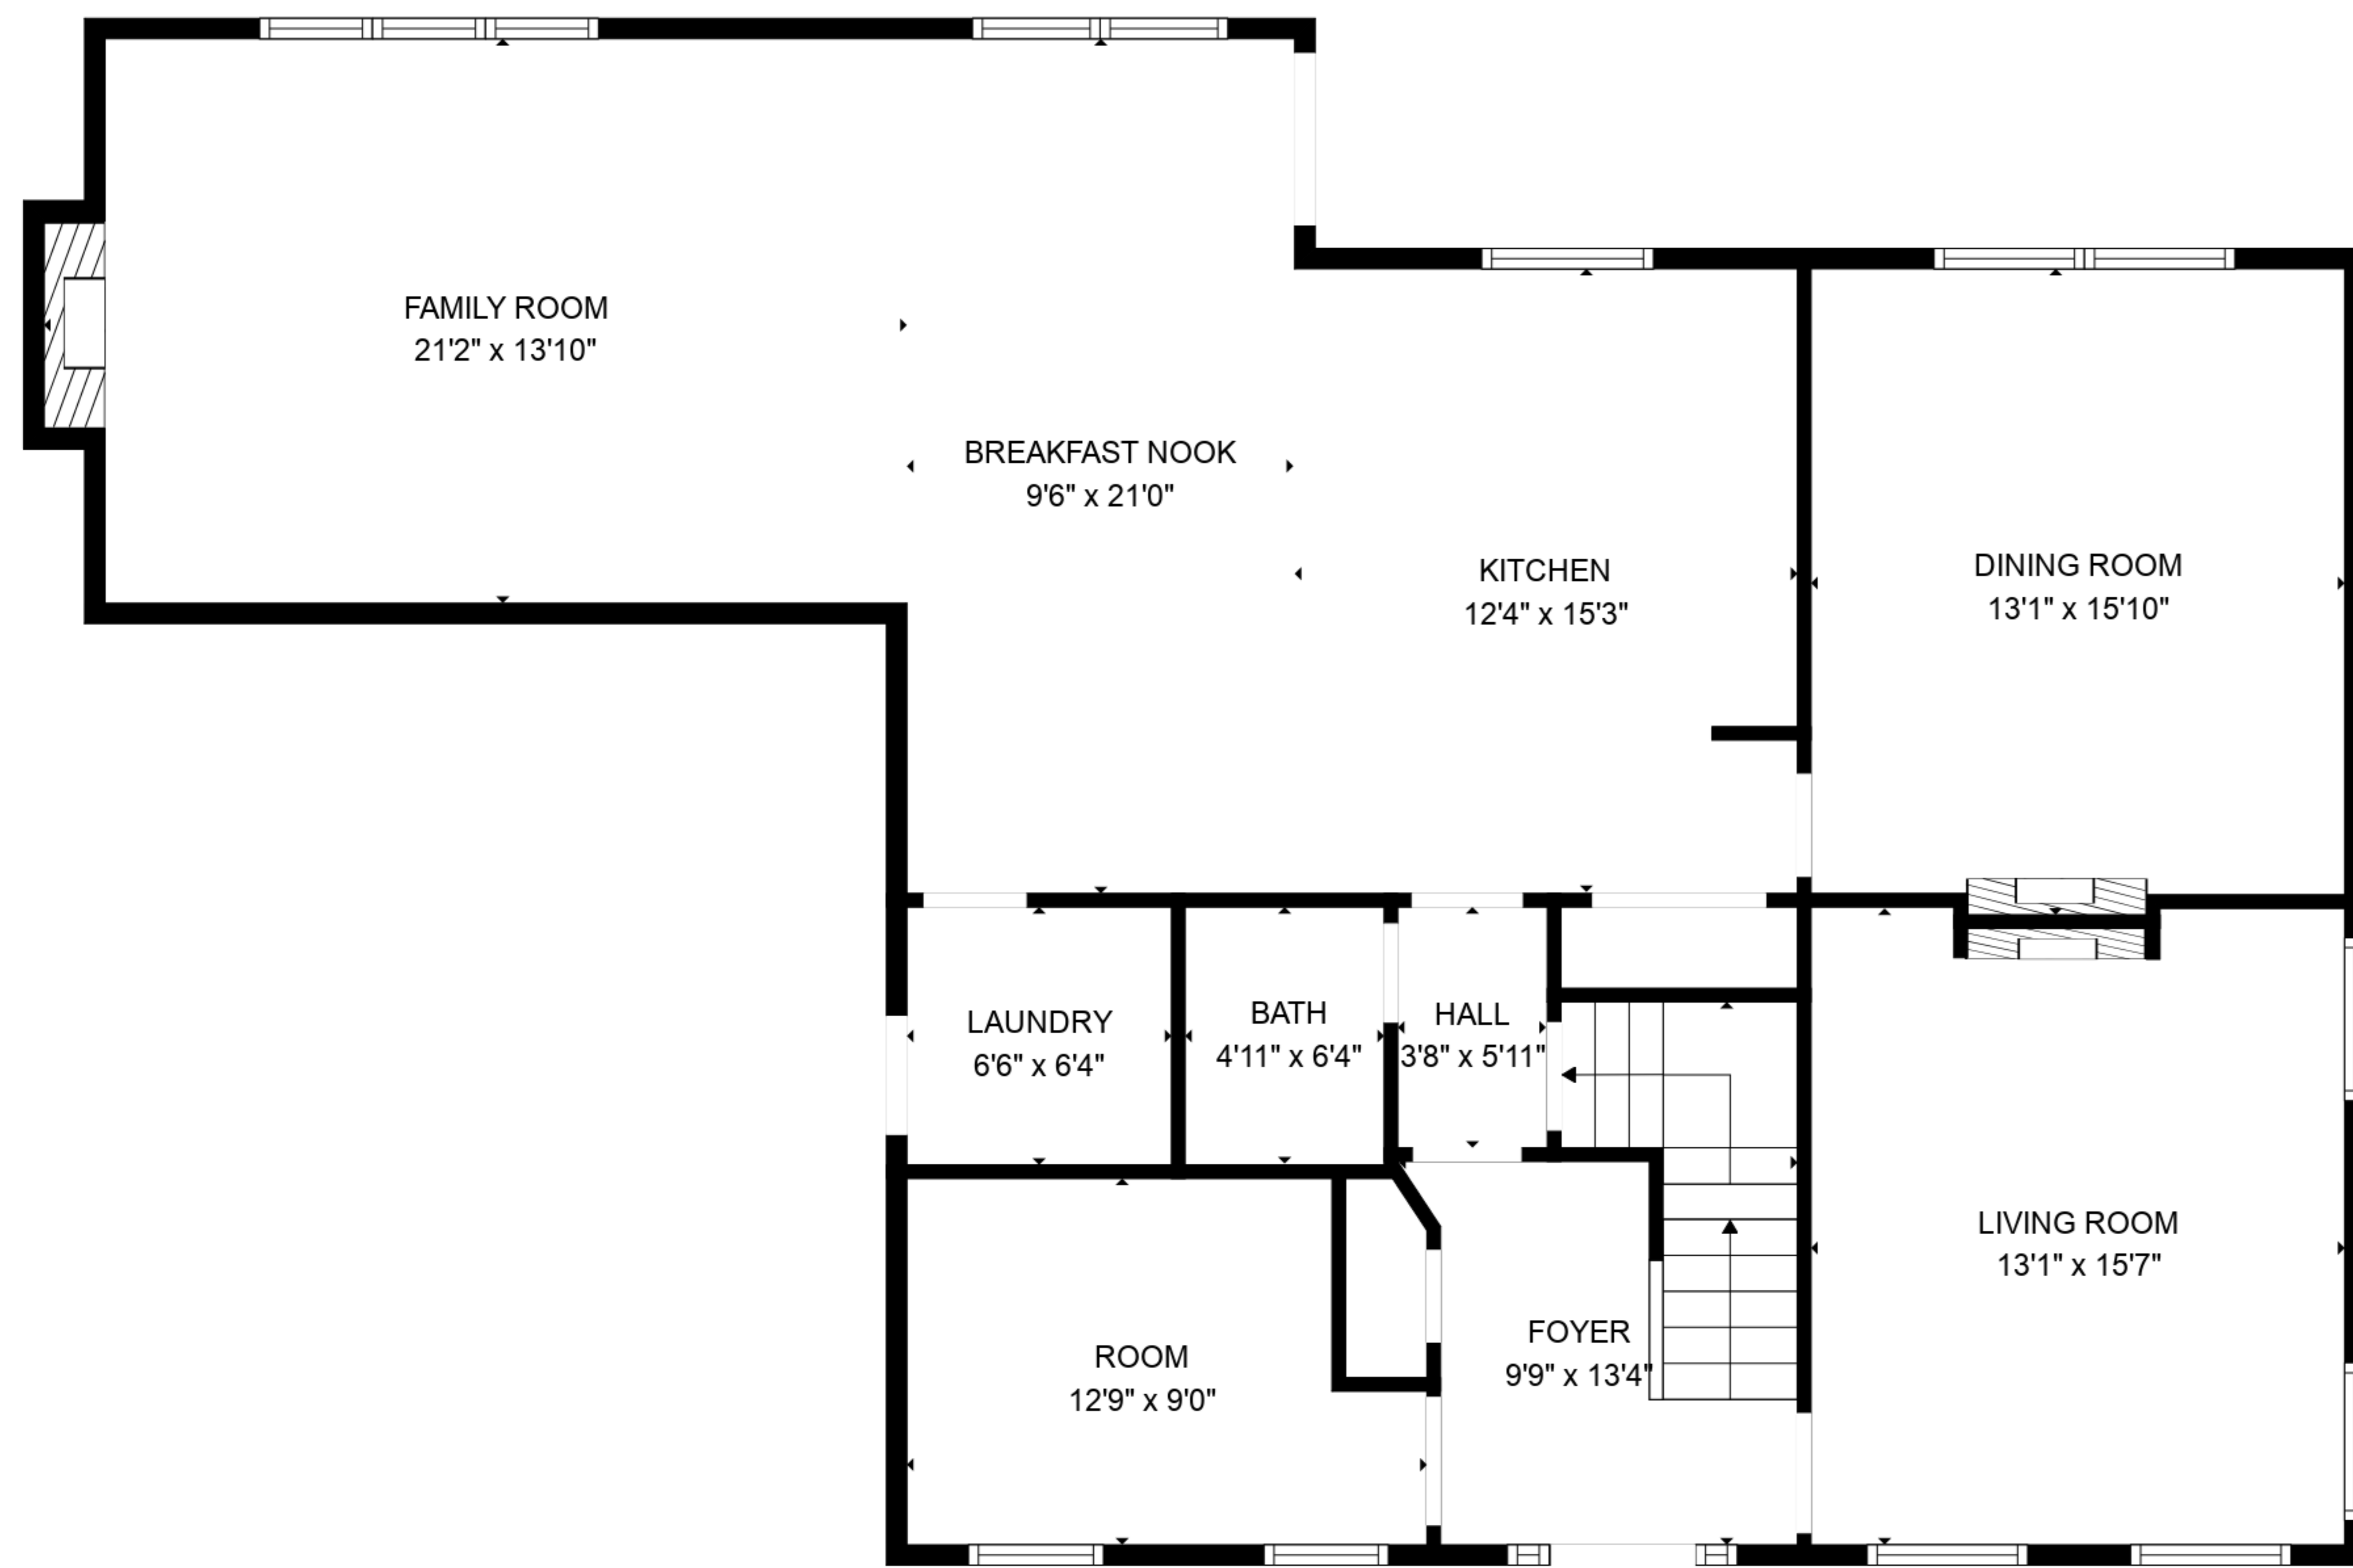 FAMILY ROOM
21'2" x 13'10"
BREAKFAST NOOK
9'6" x 21'0"
KITCHEN
12'4" x 15'3"
DINING ROOM
13'1" x 15'10"
LAUNDRY
6'6" x 6'4"
BATH
4'11" x 6'4"
HALL
3'8" x 5'11"
LIVING ROOM
13'1" x 15'7"
ROOM
12'9" x 9'0"
FOYER
9'9" x 13'4"